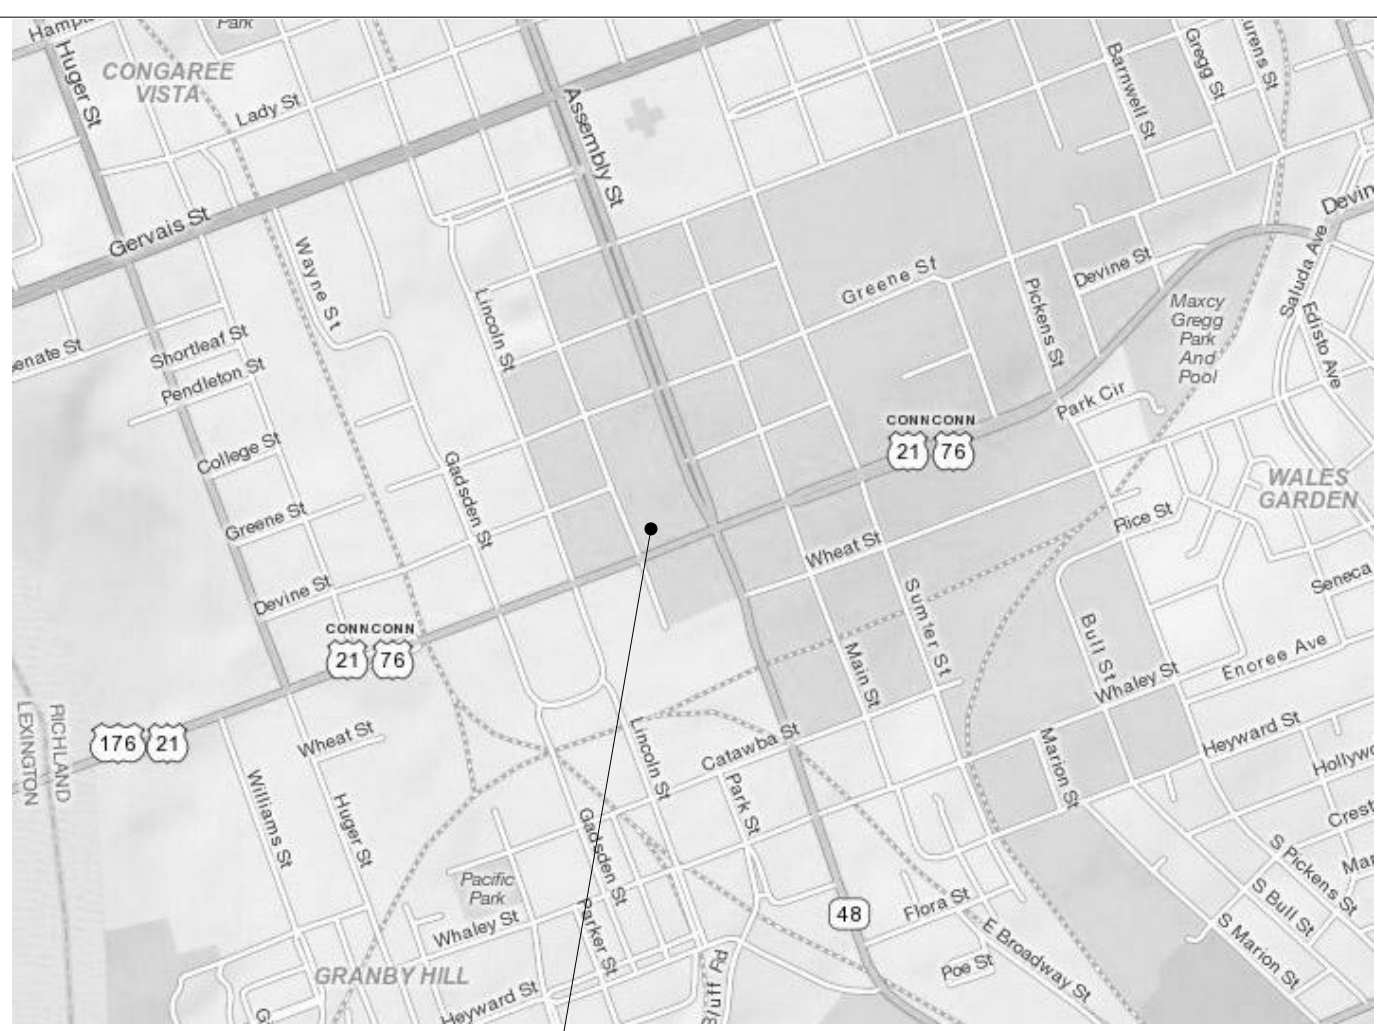 Park
CONGAREE
VISTA
Huger St
Lady St
Assembly St
Barnwell St
Gregg St
Gervais St
Wayne St
Lincoln St
Greene St
Pickens St
Devine St
Saluda Ave
Edisto Ave
Maxcy
Gregg
Park
And
Pool
Shortleaf St
Pendleton St
College St
Greene St
Devine St
Gadsden St
Park Cir
CONN CONN
21 76
WALES
GARDEN
Rice St
Wheat St
Sumter St
Main St
Bull St
Seneca
Enoree Ave
Whaley St
Heyward St
Marion St
CONN CONN
21 76
176 21
RICHLAND
LEXINGTON
Wheat St
Williams St
Huger St
Lincoln St
Catawba St
Park St
Gadsden St
Parker St
Pacific
Park
Whaley St
GRANBY HILL
Heyward St
Bluff Rd
48
Flora St
E Broadway St
Poe St
S Pickens St
S Bull St
S Marion St